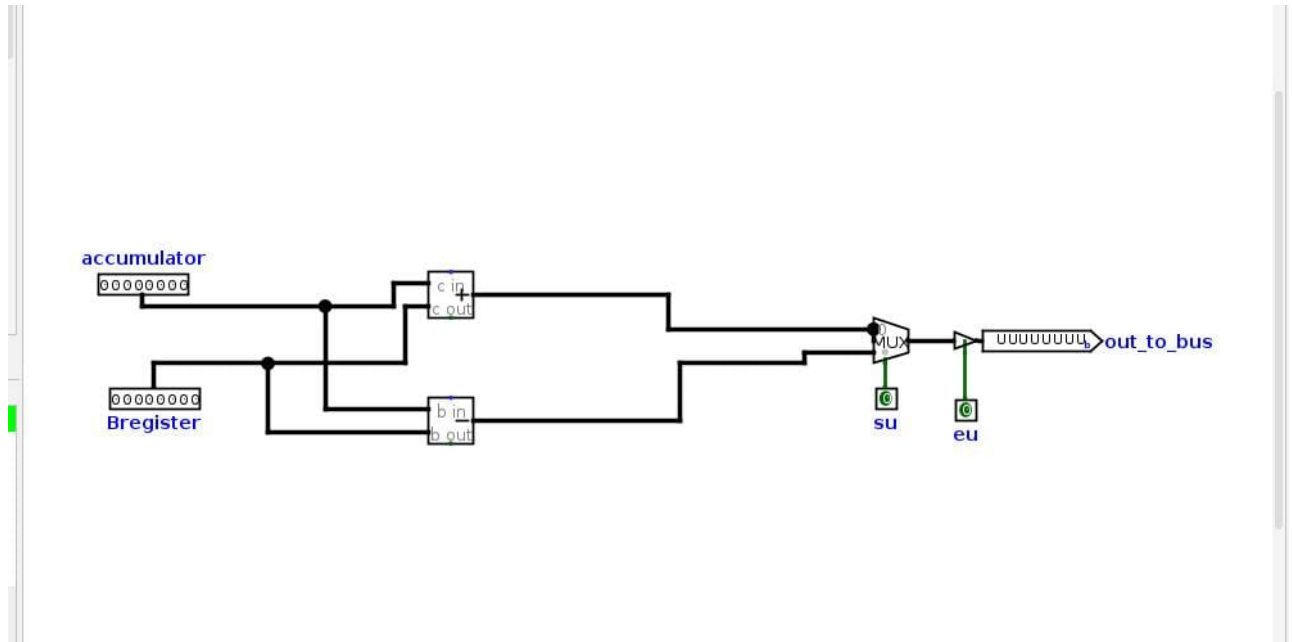 accumulator
00000000
c in
+
c out
00000000
Bregister
b in
-
b out
0
MUX
UUUUUUUU b
out_to_bus
0
su
0
eu